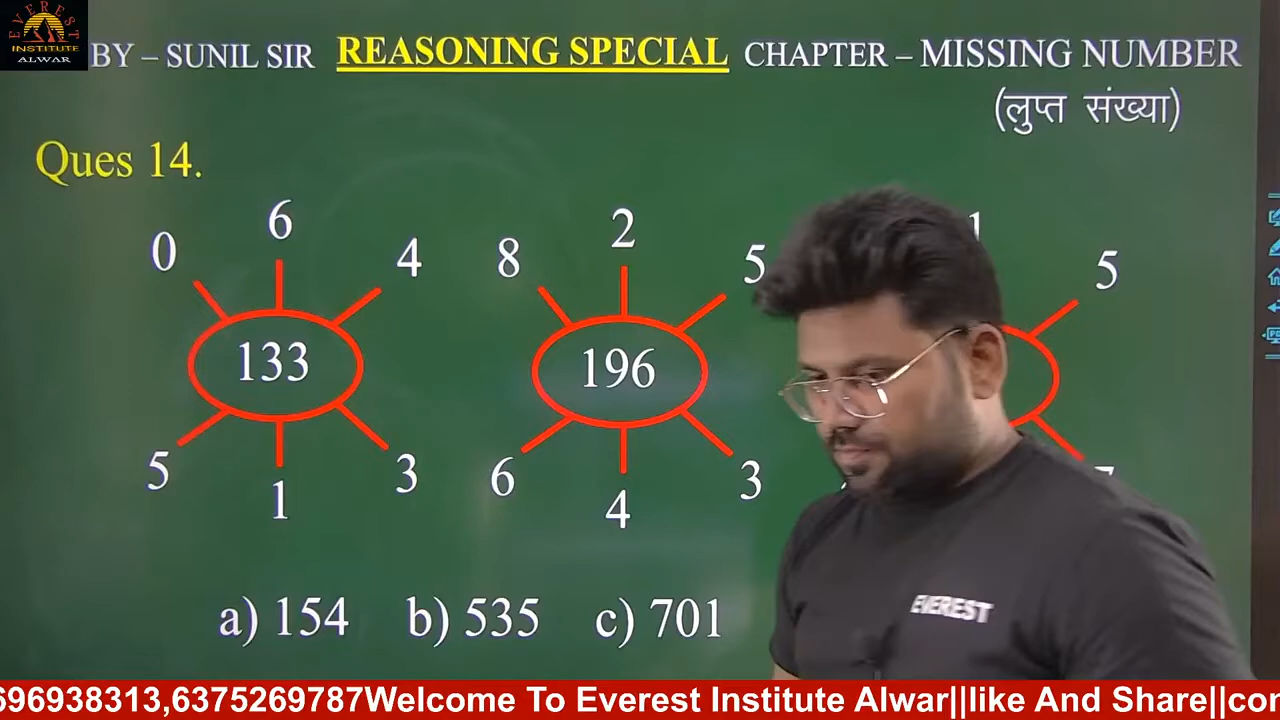 EVEREST
INSTITUTE
ALWAR
BY – SUNIL SIR REASONING SPECIAL CHAPTER – MISSING NUMBER
(लुप्त संख्या)
Ques 14.
0 6 4 8 2 5 1 5
133 196
5 1 3 6 4 3
a) 154 b) 535 c) 701
EVEREST
696938313,6375269787Welcome To Everest Institute Alwar||like And Share||